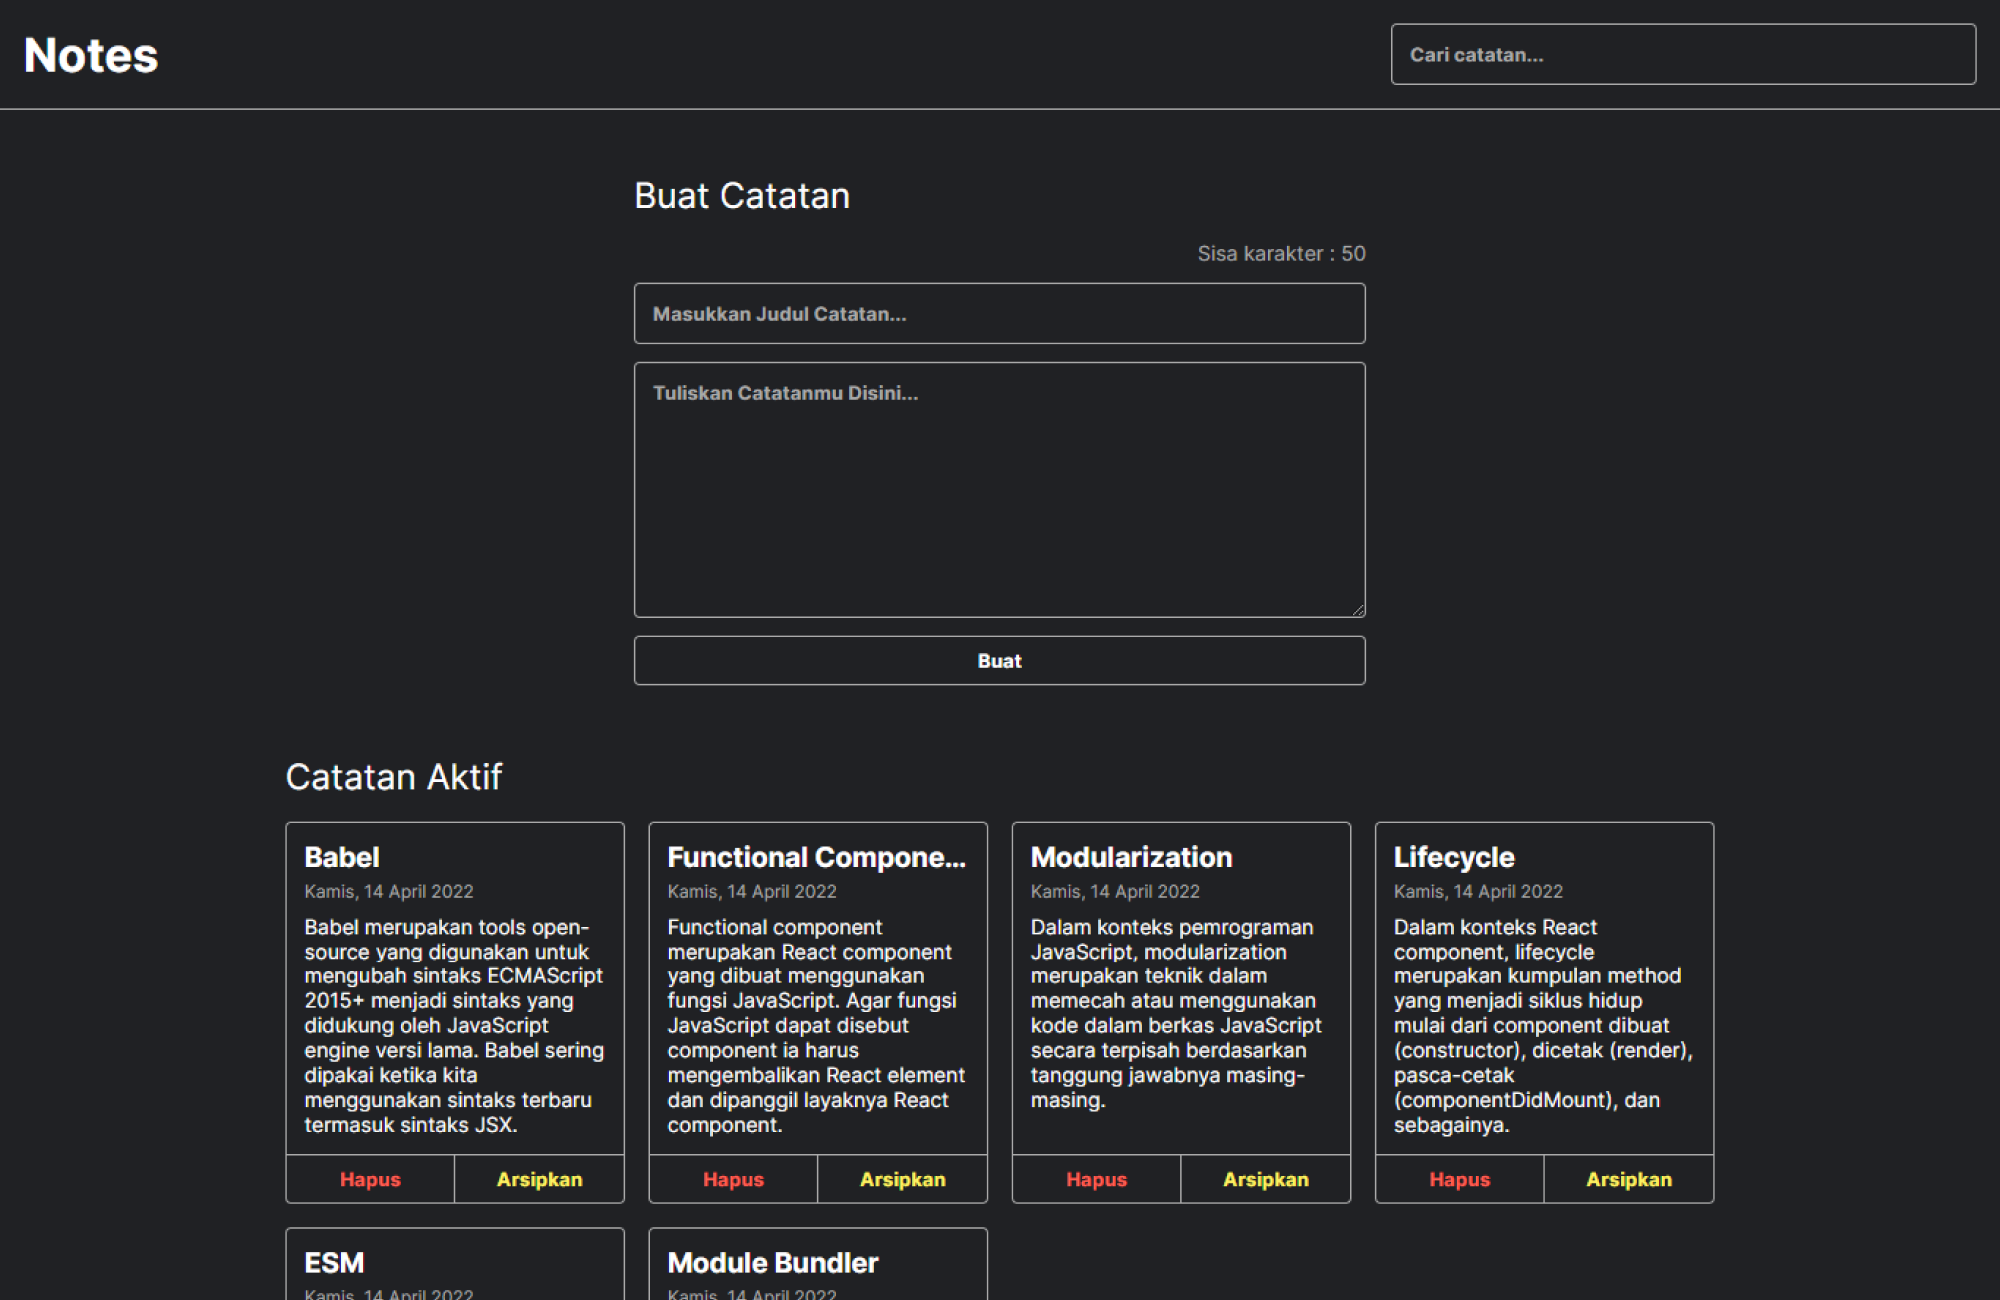 Notes
Cari catatan...
Buat Catatan
Sisa karakter : 50
Masukkan Judul Catatan...
Tuliskan Catatanmu Disini...
Buat
Catatan Aktif
Babel
Kamis, 14 April 2022
Babel merupakan tools open-
source yang digunakan untuk
mengubah sintaks ECMAScript
2015+ menjadi sintaks yang
didukung oleh JavaScript
engine versi lama. Babel sering
dipakai ketika kita
menggunakan sintaks terbaru
termasuk sintaks JSX.
Hapus
Arsipkan
Functional Compone...
Kamis, 14 April 2022
Functional component
merupakan React component
yang dibuat menggunakan
fungsi JavaScript. Agar fungsi
JavaScript dapat disebut
component ia harus
mengembalikan React element
dan dipanggil layaknya React
component.
Hapus
Arsipkan
Modularization
Kamis, 14 April 2022
Dalam konteks pemrograman
JavaScript, modularization
merupakan teknik dalam
memecah atau menggunakan
kode dalam berkas JavaScript
secara terpisah berdasarkan
tanggung jawabnya masing-
masing.
Hapus
Arsipkan
Lifecycle
Kamis, 14 April 2022
Dalam konteks React
component, lifecycle
merupakan kumpulan method
yang menjadi siklus hidup
mulai dari component dibuat
(constructor), dicetak (render),
pasca-cetak
(componentDidMount), dan
sebagainya.
Hapus
Arsipkan
ESM
Kamis, 14 April 2022
Module Bundler
Kamis, 14 April 2022